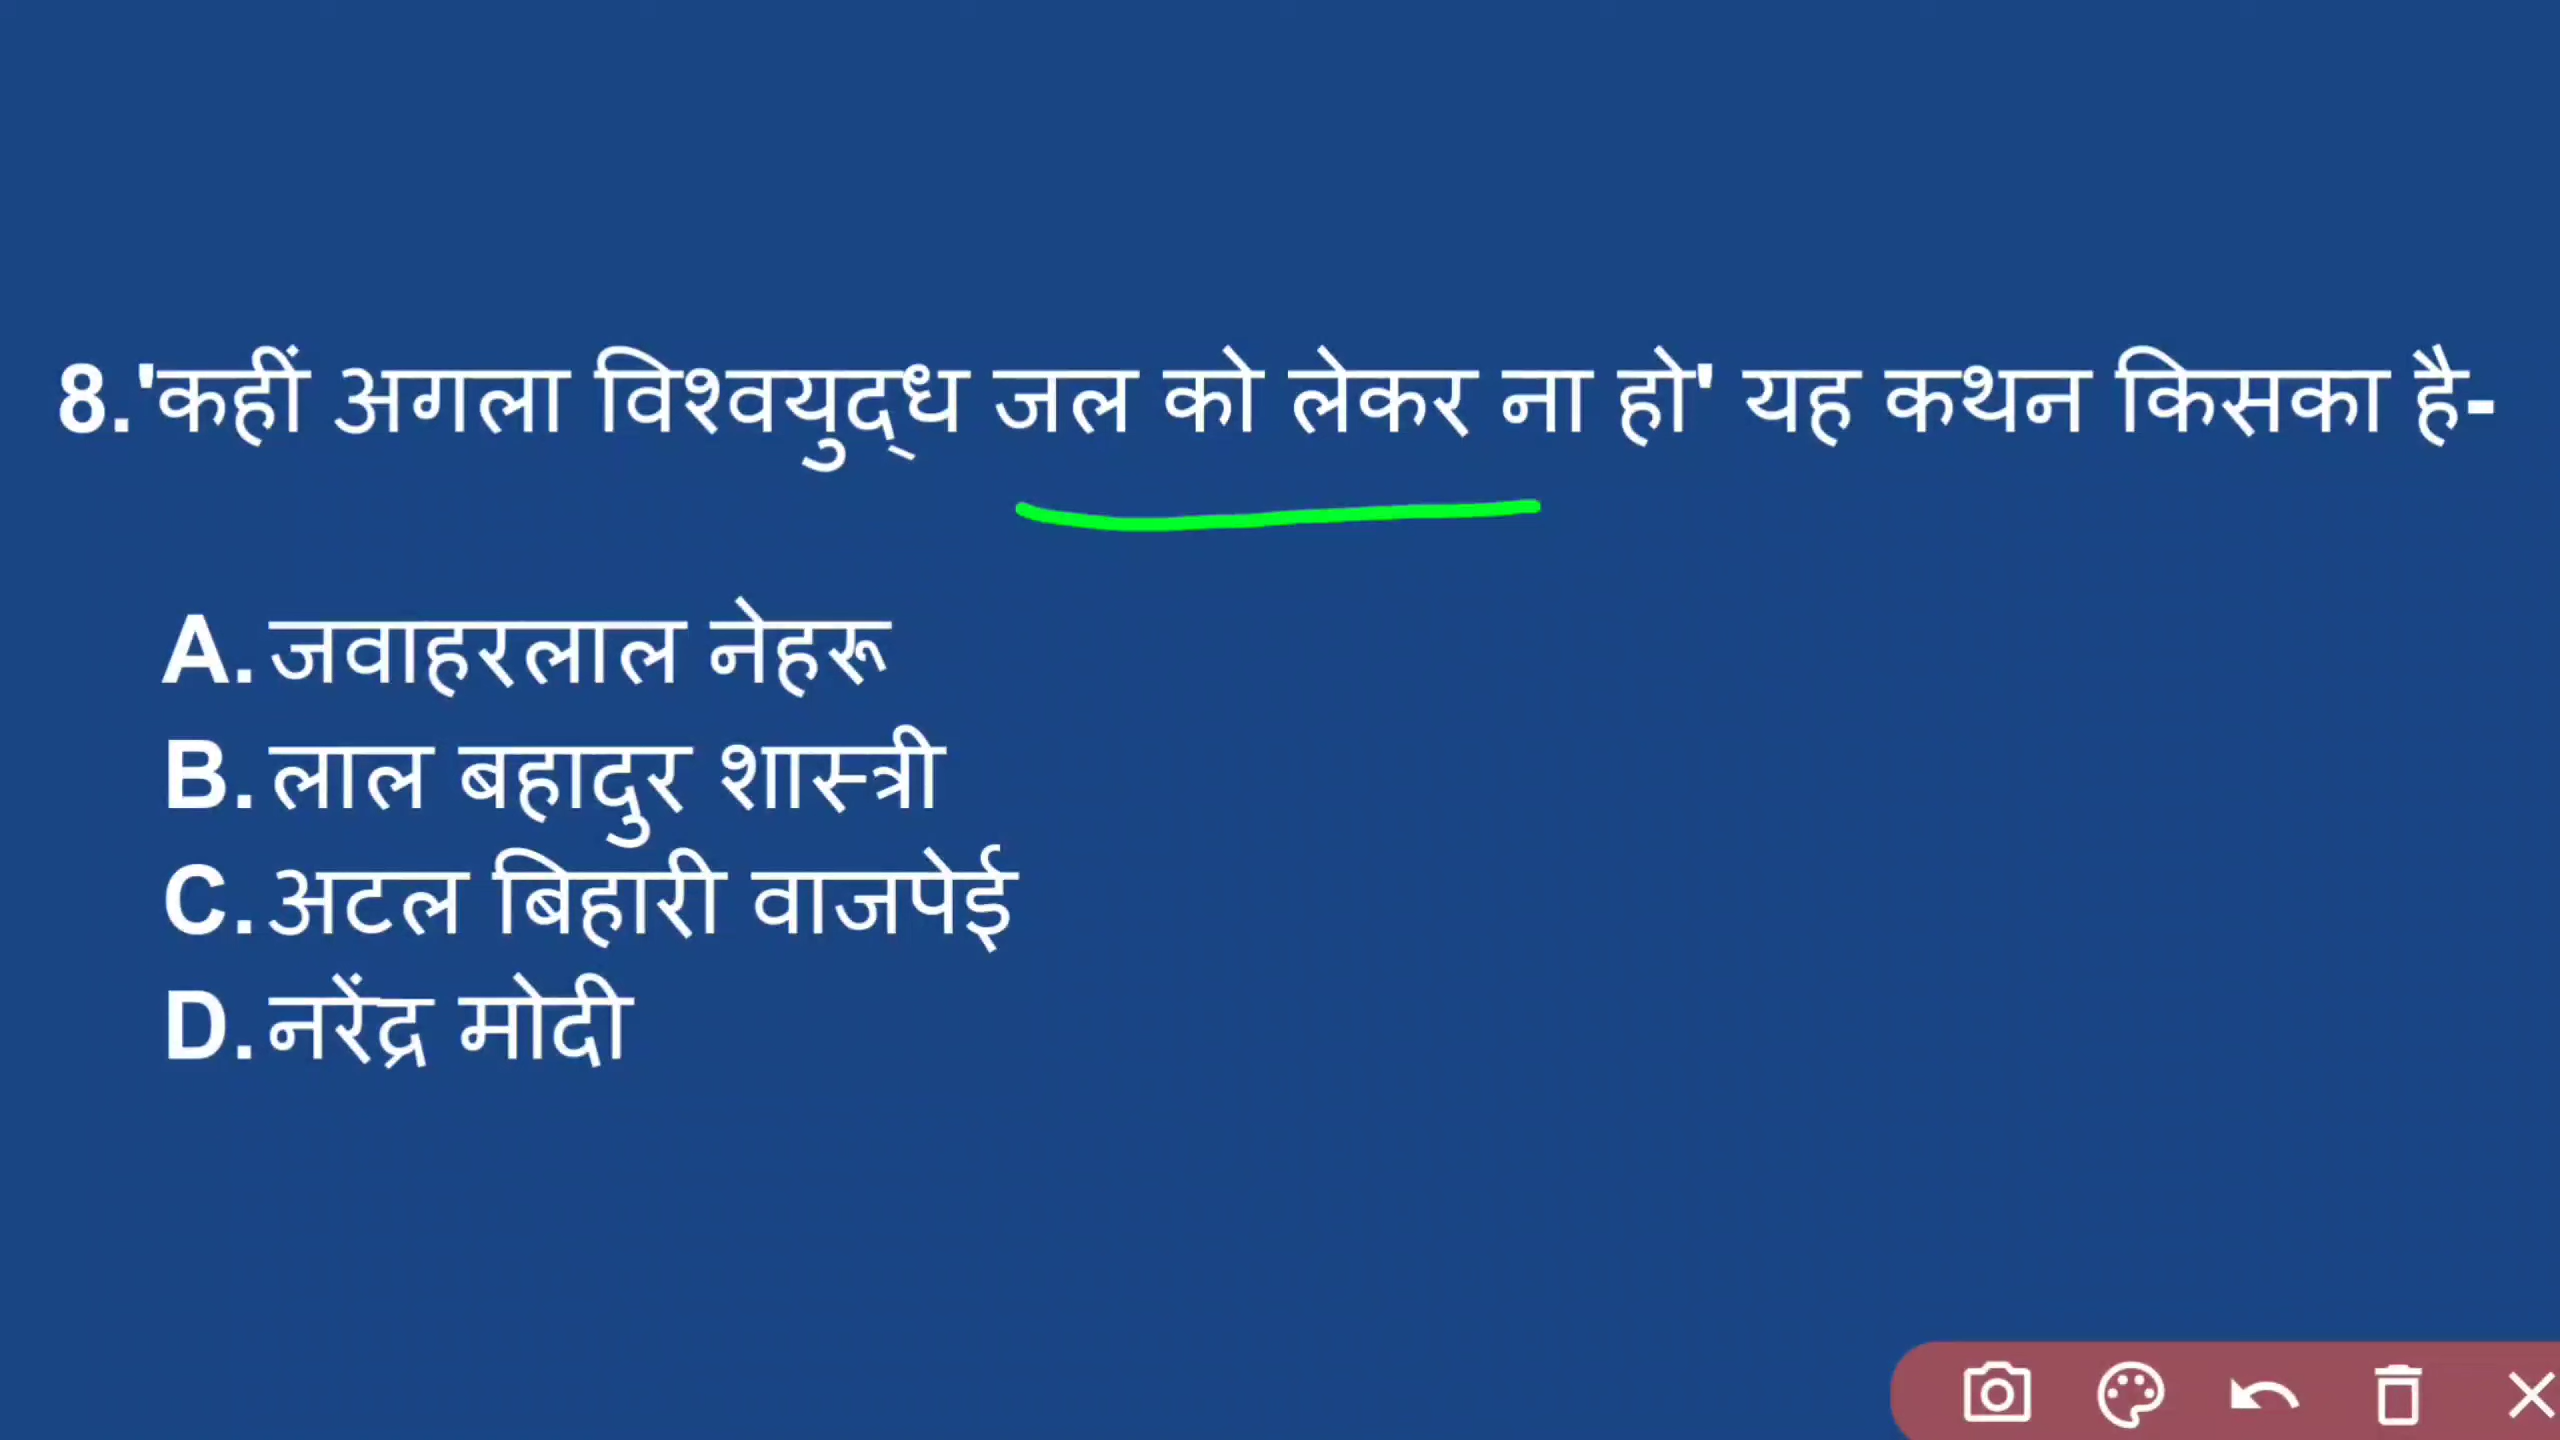 8.'कहीं अगला विश्वयुद्ध जल को लेकर ना हो' यह कथन किसका है-
A. जवाहरलाल नेहरू
B. लाल बहादुर शास्त्री
C. अटल बिहारी वाजपेई
D. नरेंद्र मोदी